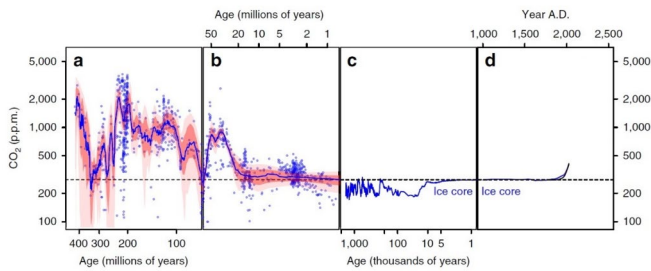 Age (millions of years)
50 20 10 5 2 1
Year A.D.
1,000 2,000 2,500
a b c d
5,000 5,000
2,000 2,000
1,000 1,000
500 500
200 200
100 100
CO2 (p.p.m.)
Ice core Ice core
400 300 200 100
1,000 100 10 5 1
Age (millions of years)
Age (thousands of years)